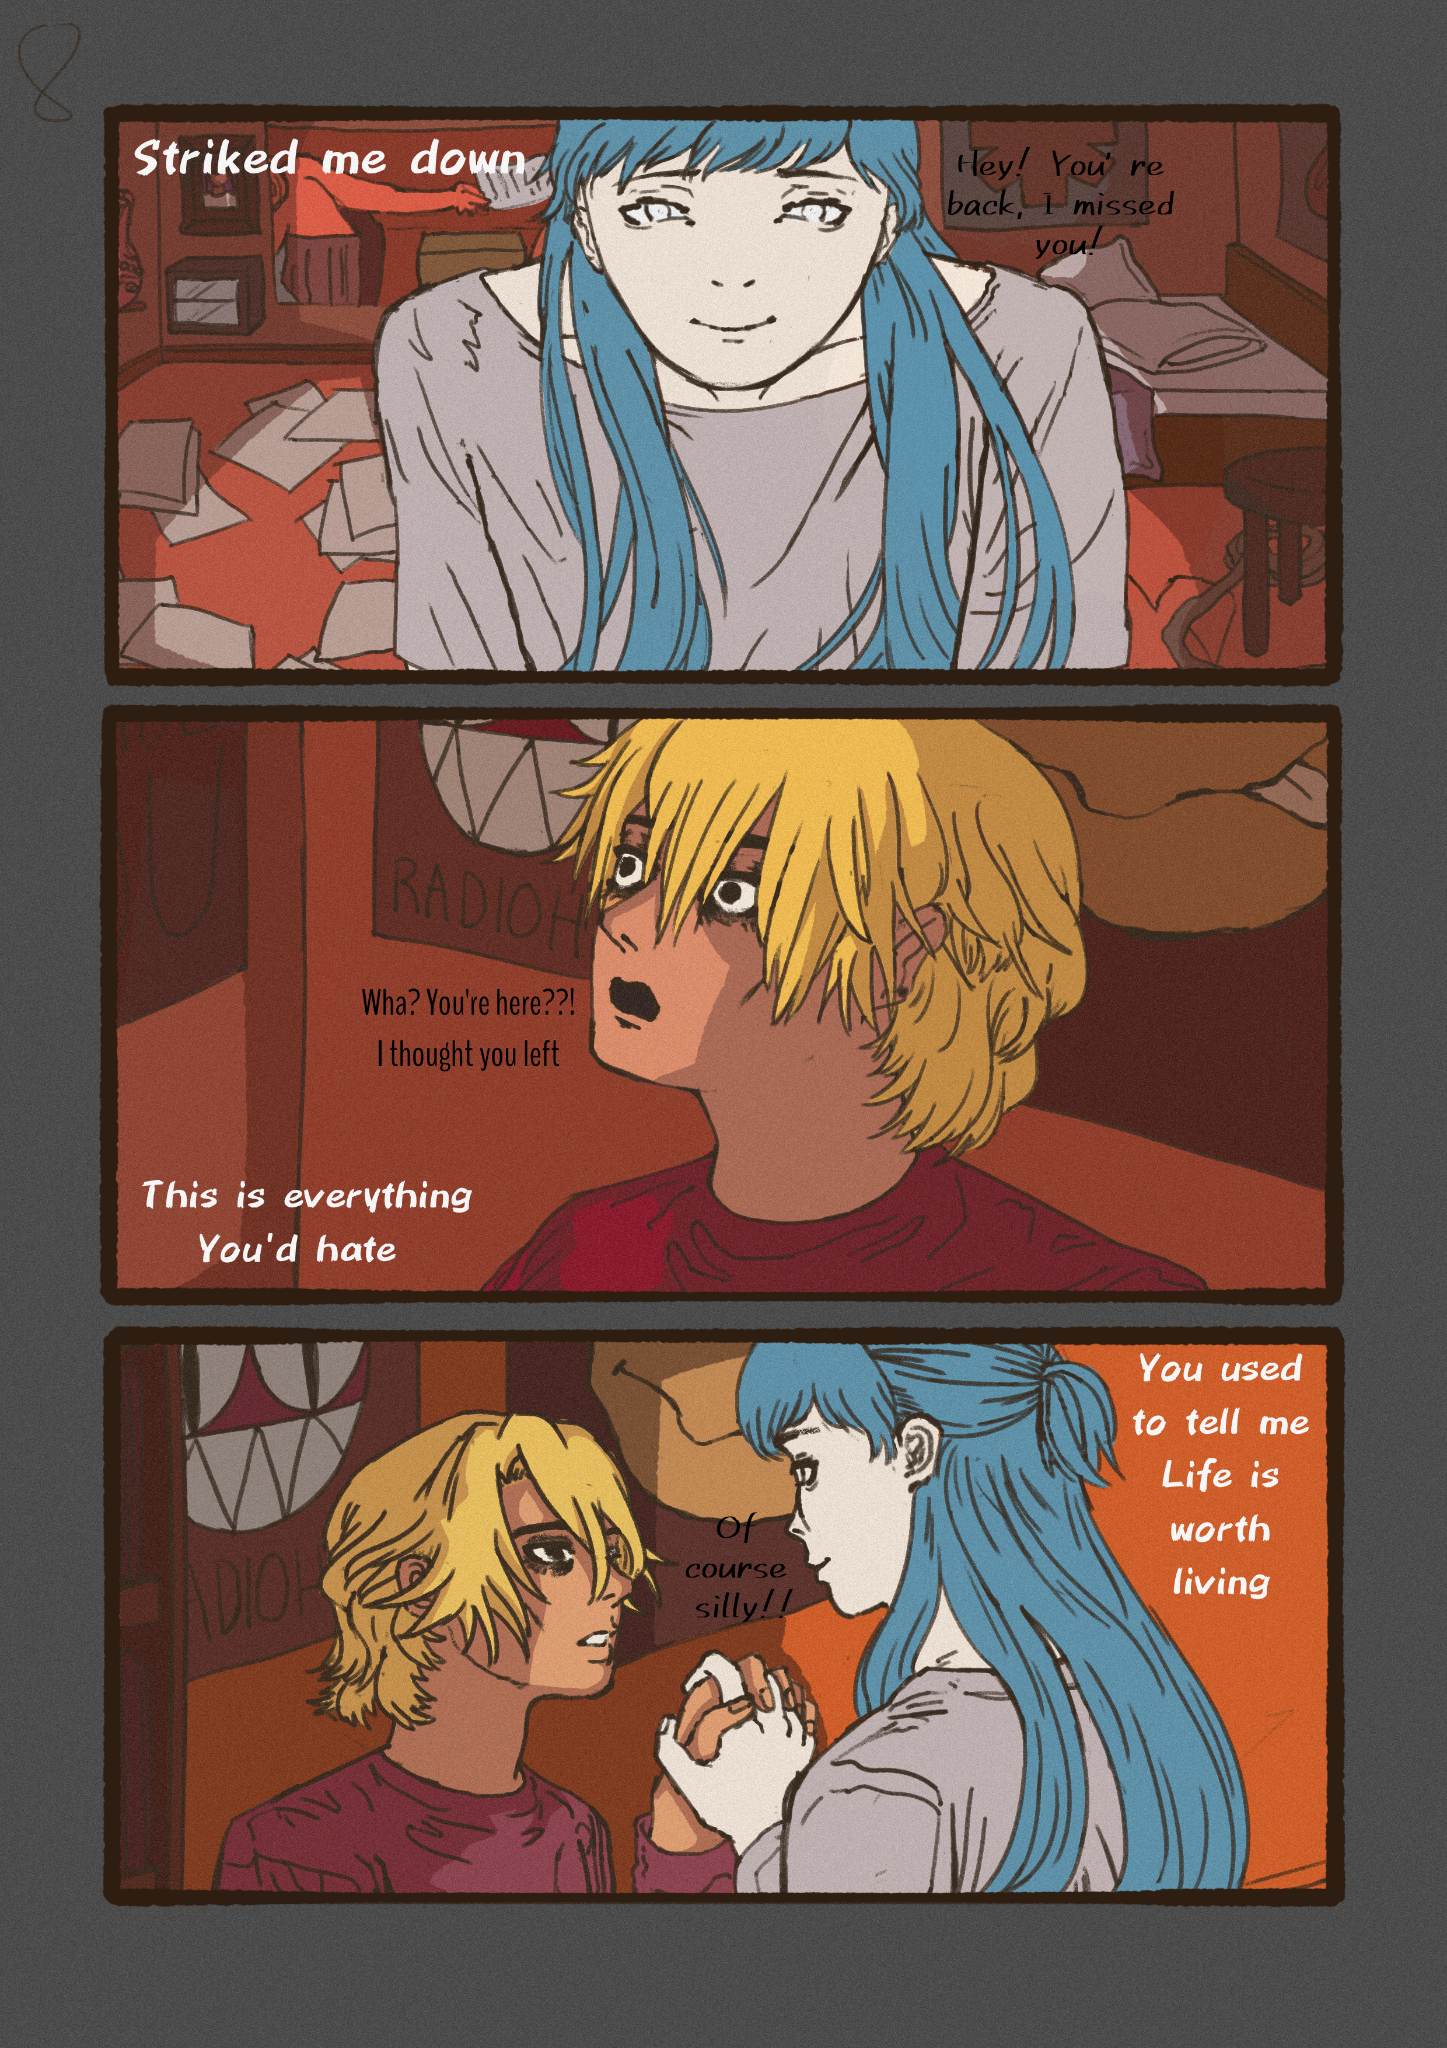 8
Striked me down
Hey! You're
back, I missed
you!
RADIOH
Wha? You're here??!
I thought you left
This is everything
You'd hate
You used
to tell me
Life is
worth
living
Of
course
silly!!
ADIOH